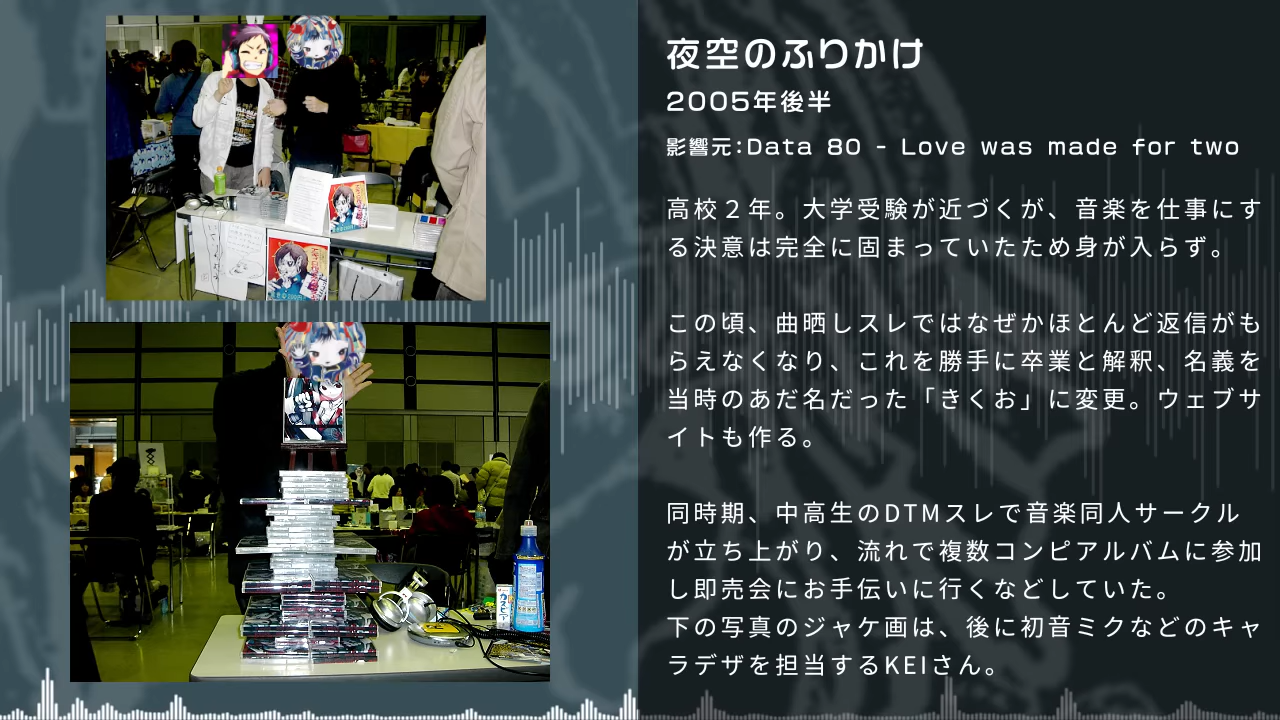 夜空のふりかけ
2005年後半
影響元:Data 80 - Love was made for two
高校２年。大学受験が近づくが、音楽を仕事にす
る決意は完全に固まっていたため身が入らず。
この頃、曲晒しスレではなぜかほとんど返信がも
らえなくなり、これを勝手に卒業と解釈、名義を
当時のあだ名だった「きくお」に変更。ウェブサ
イトも作る。
同時期、中高生のDTMスレで音楽同人サークル
が立ち上がり、流れで複数コンピアルバムに参加
し即売会にお手伝いに行くなどしていた。
下の写真のジャケ画は、後に初音ミクなどのキャ
ラデザを担当するKEIさん。